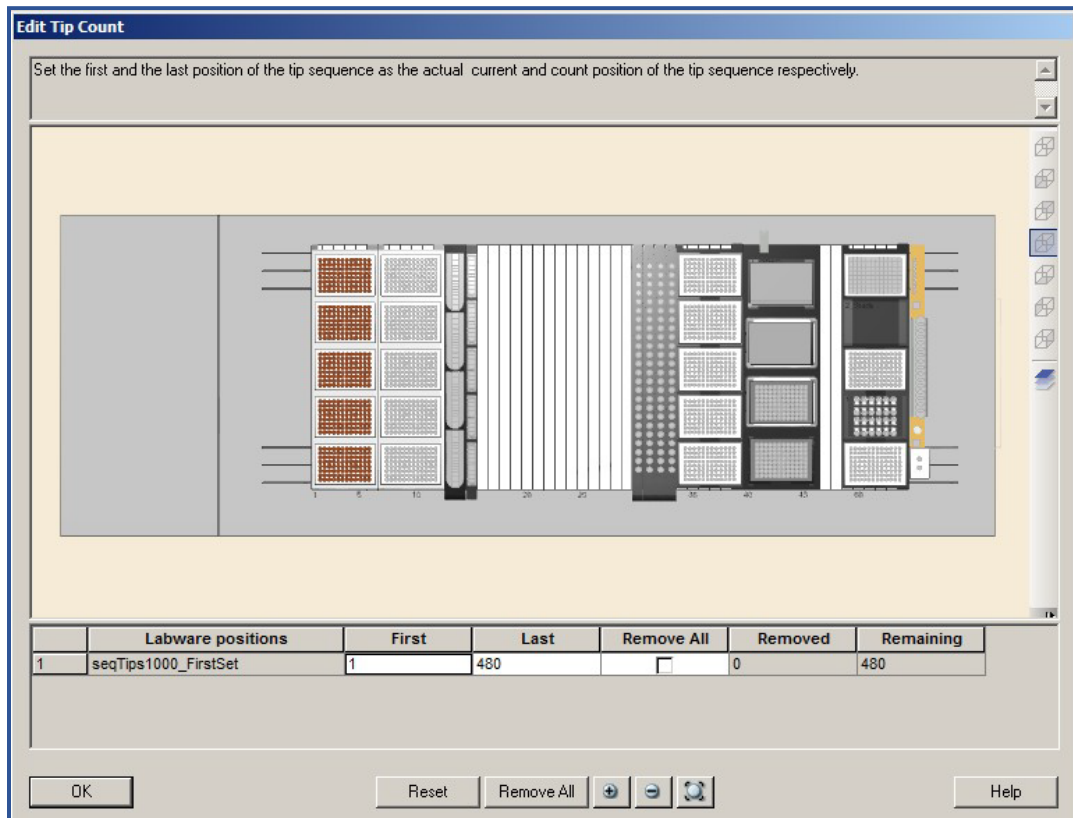 Edit Tip Count
Set the first and the last position of the tip sequence as the actual current and count position of the tip sequence respectively.
1 5 10 20 25 35 40 45 60
Labware positions First Last Remove All Removed Remaining
1 seqTips1000_FirstSet 1 480 0 480
OK Reset Remove All Help